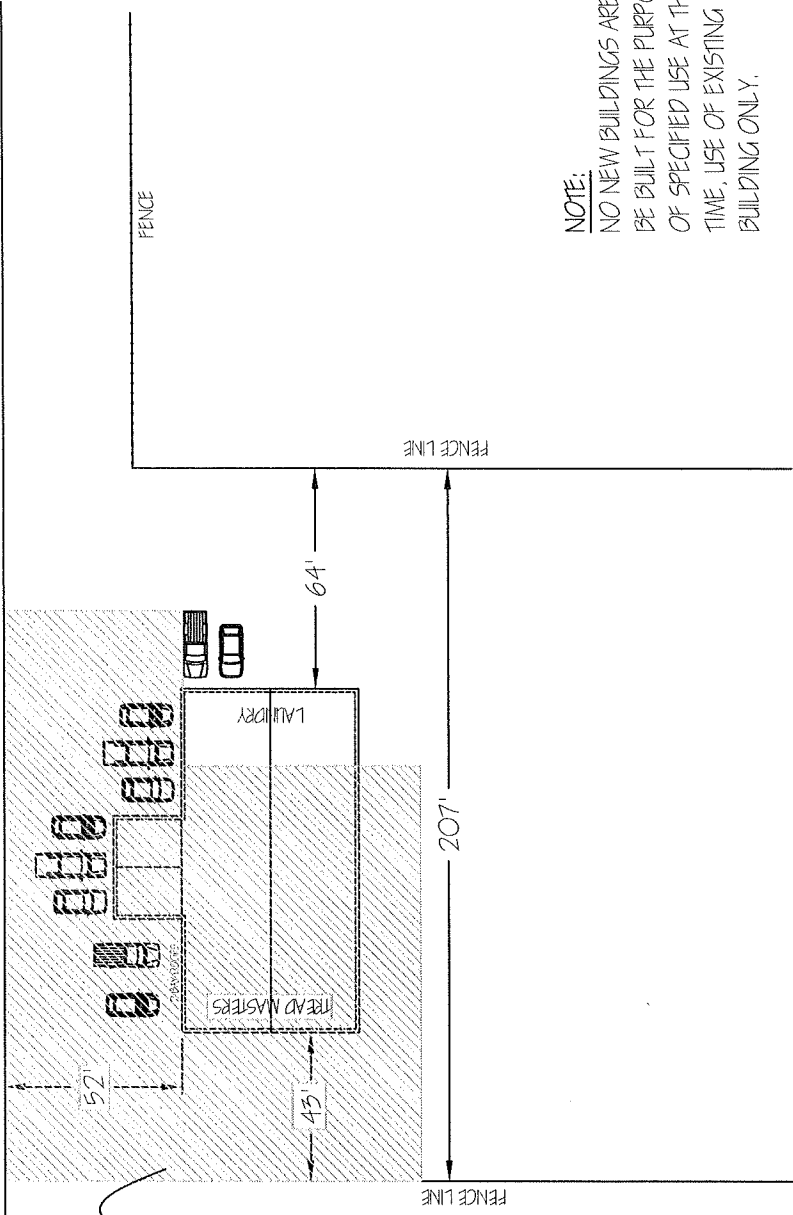 FENCE
NOTE:
NO NEW BUILDINGS ARE
BE BUILT FOR THE PURPO
OF SPECIFIED USE AT TH
TIME, USE OF EXISTING
BUILDING ONLY.
FENCE LINE
64'
LAUNDRY
207'
TREAD MASTERS
52'
43'
FENCE LINE